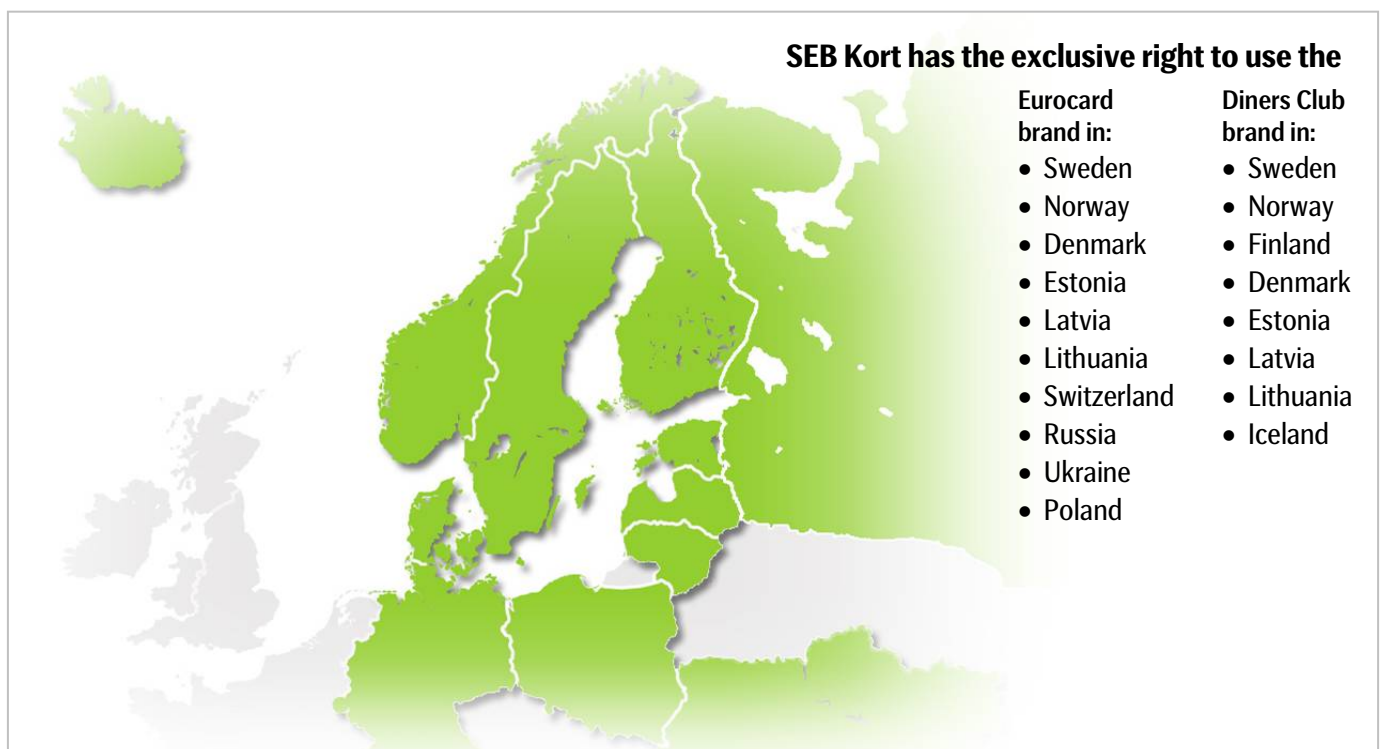 SEB Kort has the exclusive right to use the
Eurocard
brand in:
• Sweden
• Norway
• Denmark
• Estonia
• Latvia
• Lithuania
• Switzerland
• Russia
• Ukraine
• Poland
Diners Club
brand in:
• Sweden
• Norway
• Finland
• Denmark
• Estonia
• Latvia
• Lithuania
• Iceland